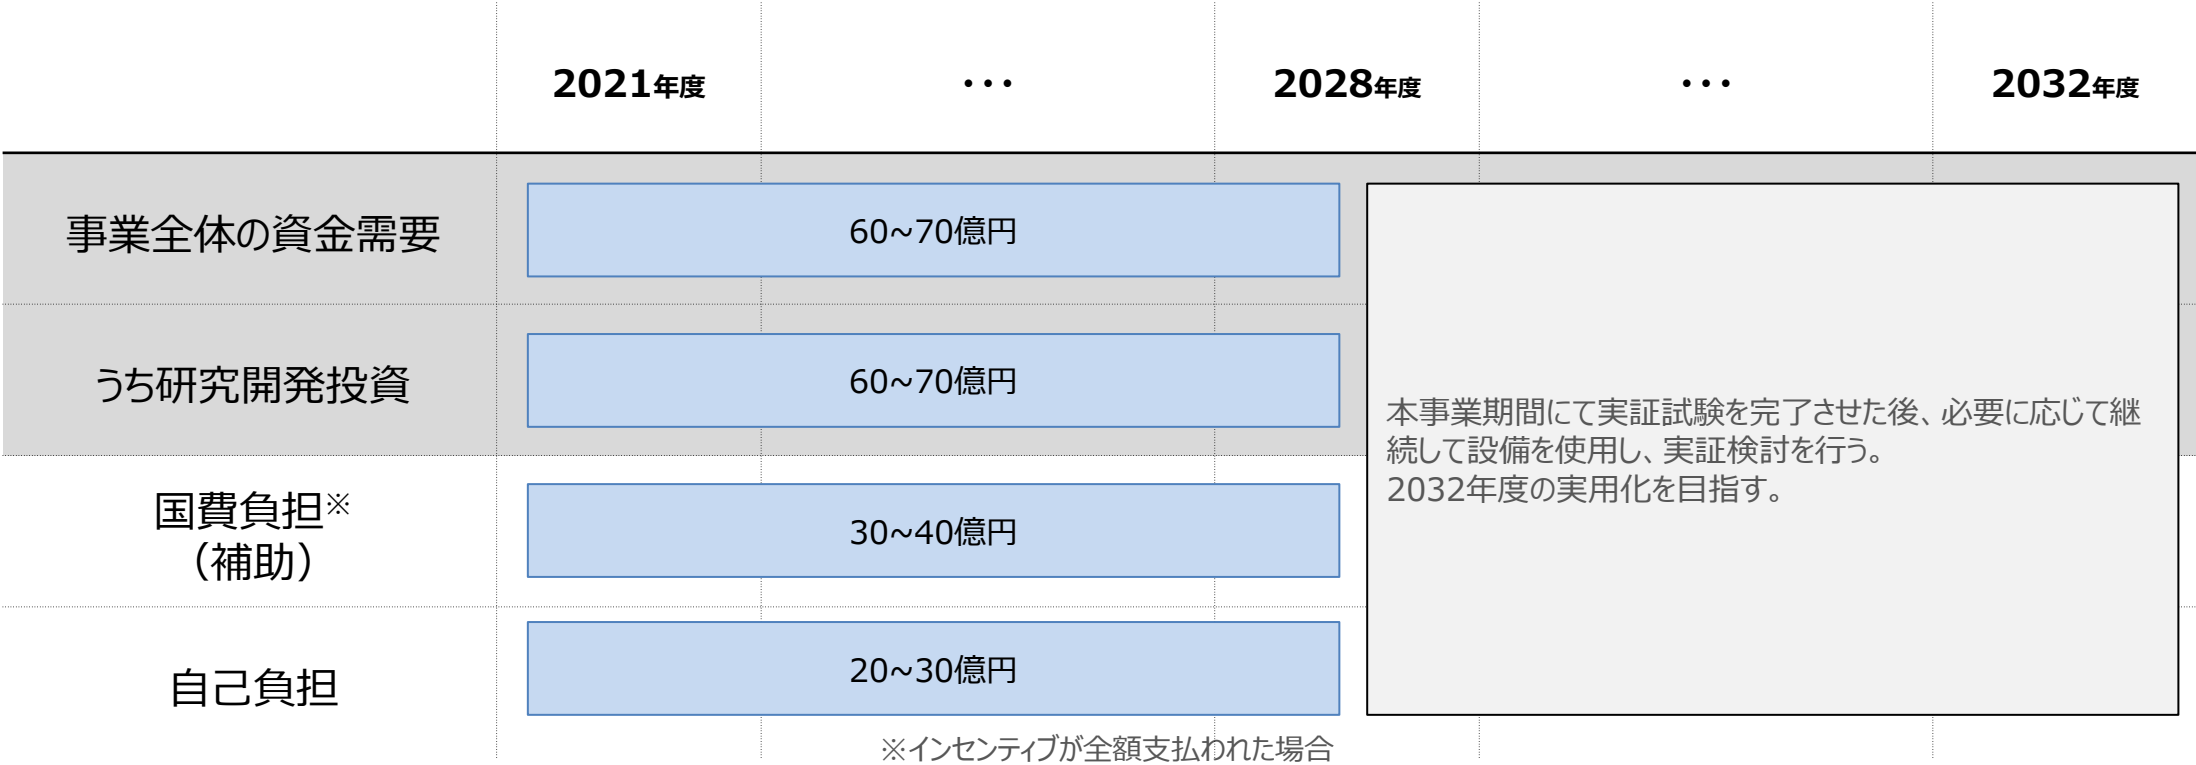 2021年度
・・・
2028年度
・・・
2032年度
事業全体の資金需要
60~70億円
うち研究開発投資
60~70億円
国費負担※
（補助）
30~40億円
自己負担
20~30億円
本事業期間にて実証試験を完了させた後、必要に応じて継
続して設備を使用し、実証検討を行う。
2032年度の実用化を目指す。
※インセンティブが全額支払われた場合